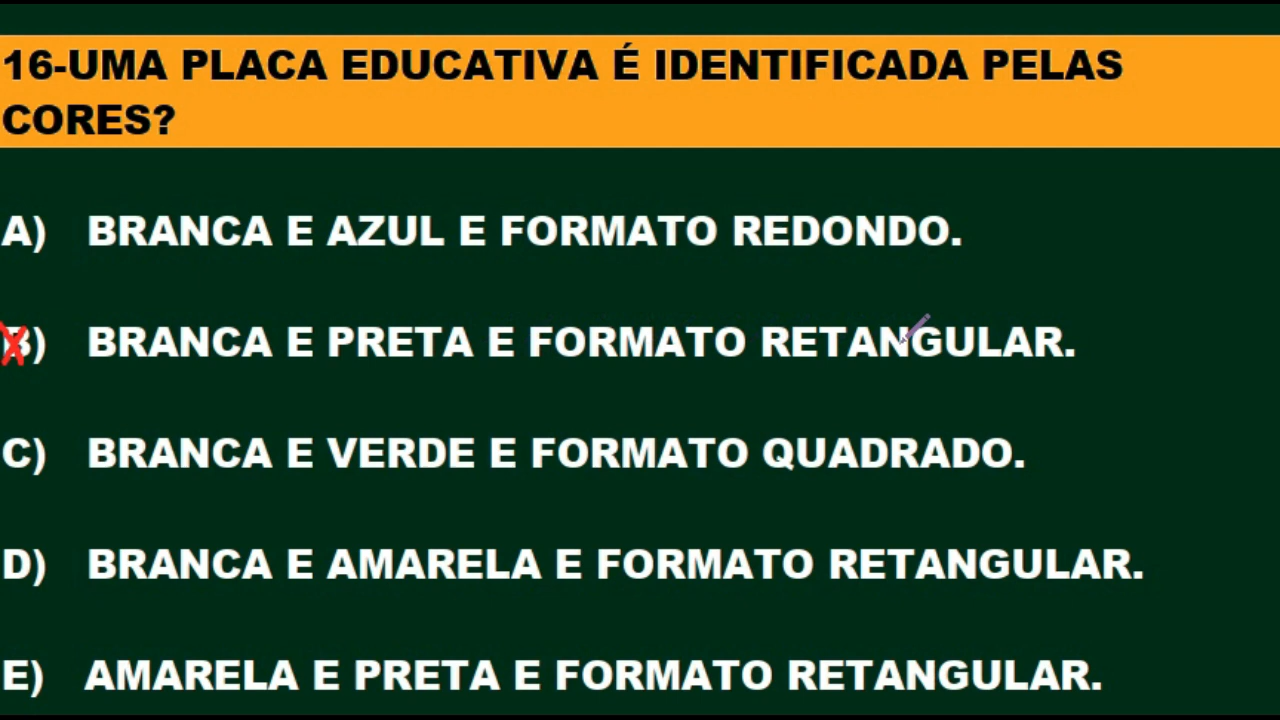 16-UMA PLACA EDUCATIVA É IDENTIFICADA PELAS
CORES?
A) BRANCA E AZUL E FORMATO REDONDO.
B) BRANCA E PRETA E FORMATO RETANGULAR.
C) BRANCA E VERDE E FORMATO QUADRADO.
D) BRANCA E AMARELA E FORMATO RETANGULAR.
E) AMARELA E PRETA E FORMATO RETANGULAR.